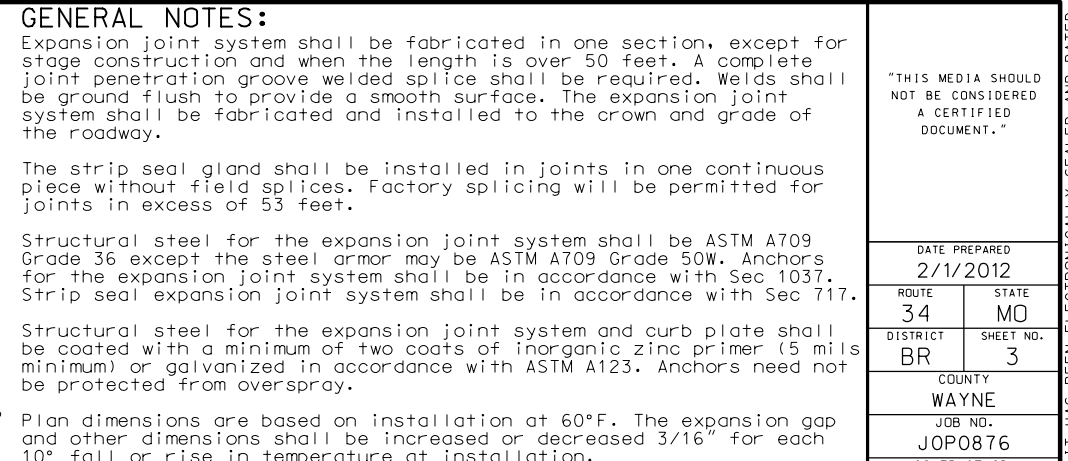 GENERAL NOTES:
Expansion joint system shall be fabricated in one section, except for
stage construction and when the length is over 50 feet. A complete
joint penetration groove welded splice shall be required. Welds shall
be ground flush to provide a smooth surface. The expansion joint
system shall be fabricated and installed to the crown and grade of
the roadway.
The strip seal gland shall be installed in joints in one continuous
piece without field splices. Factory splicing will be permitted for
joints in excess of 53 feet.
Structural steel for the expansion joint system shall be ASTM A709
Grade 36 except the steel armor may be ASTM A709 Grade 50W. Anchors
for the expansion joint system shall be in accordance with Sec 1037.
Strip seal expansion joint system shall be in accordance with Sec 717.
Structural steel for the expansion joint system and curb plate shall
be coated with a minimum of two coats of inorganic zinc primer (5 mils
minimum) or galvanized in accordance with ASTM A123. Anchors need not
be protected from overspray.
Plan dimensions are based on installation at 60°F. The expansion gap
and other dimensions shall be increased or decreased 3/16" for each
10° fall or rise in temperature at installation.
"THIS MEDIA SHOULD
NOT BE CONSIDERED
A CERTIFIED
DOCUMENT."
DATE PREPARED
2/1/2012
ROUTE
34
STATE
MO
DISTRICT
BR
SHEET NO.
3
COUNTY
WAYNE
JOB NO.
J0P0876